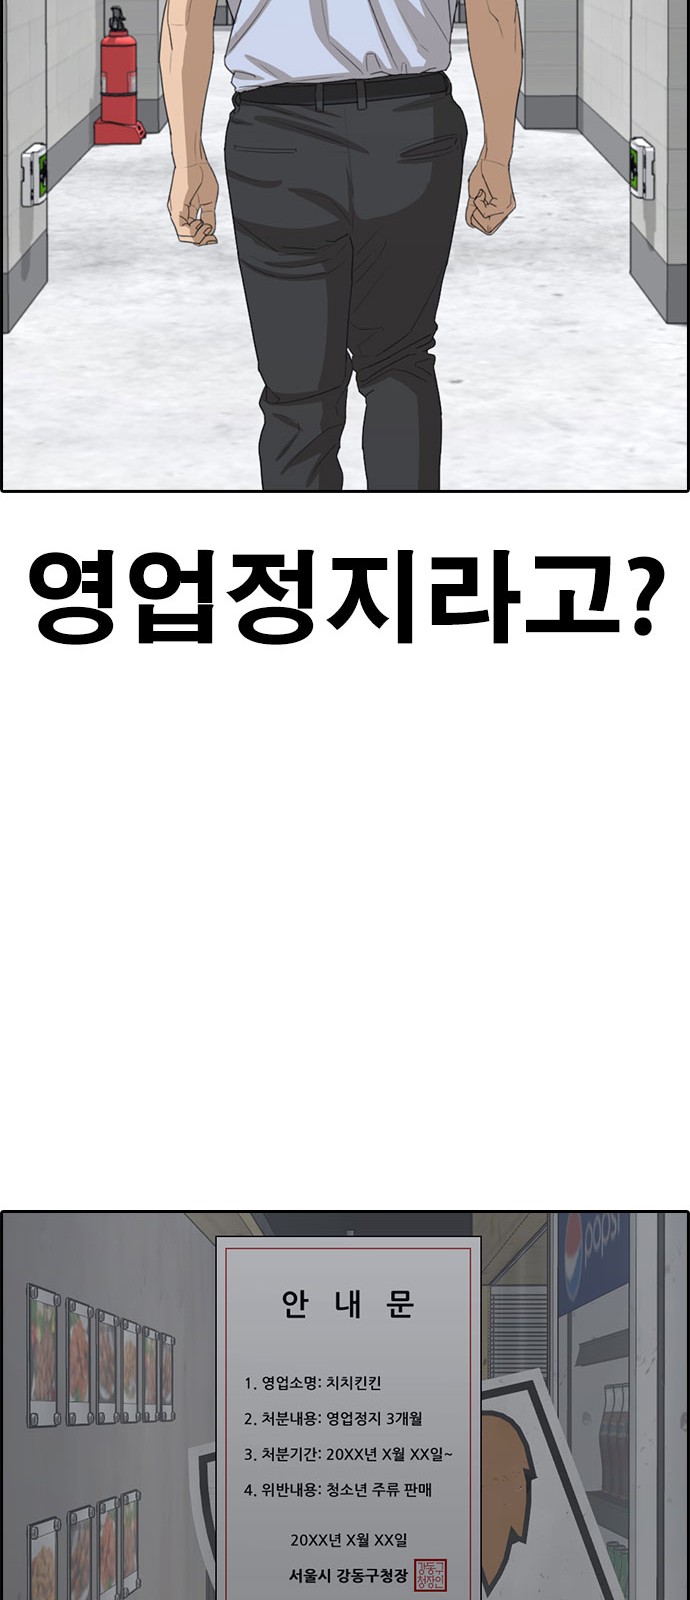 영업정지라고?
pepsi
안 내 문
1. 영업소명: 치치킨킨
2. 처분내용: 영업정지 3개월
3. 처분기간: 20XX년 X월 XX일~
4. 위반내용: 청소년 주류 판매
20XX년 X월 XX일
서울시 강동구청장
강동구
청장인